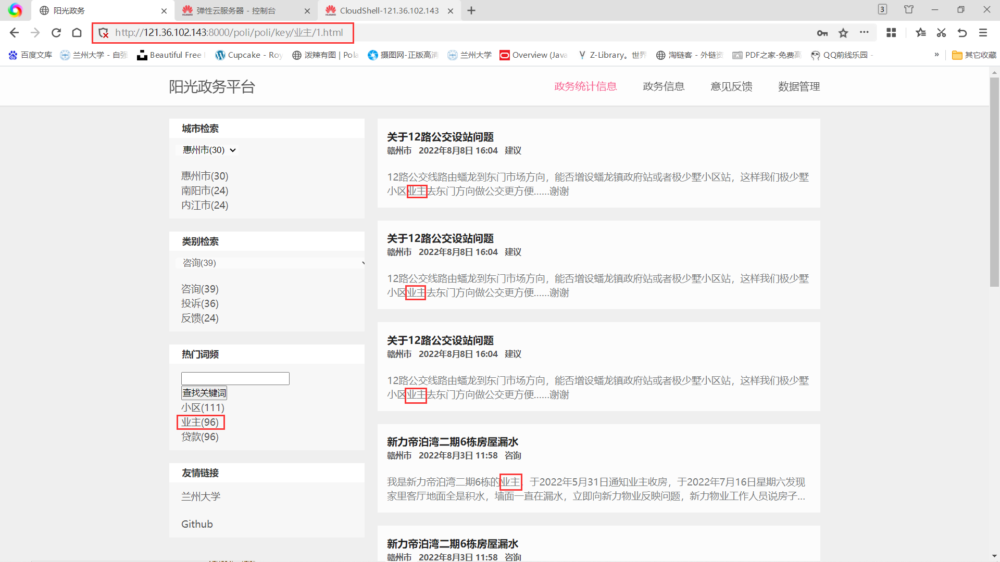 阳光政务
弹性云服务器 - 控制台
CloudShell-121.36.102.143
3
http://121.36.102.143:8000/poli/poli/key/业主/1.html
百度文库
兰州大学 - 自强
Beautiful Free
Cupcake - Roy
泼辣有图 | Pola
摄图网-正版高清
兰州大学
Overview (Java
Z-Library。世界
淘链客 - 外链资
PDF之家-免费高
QQ前线乐园 -
»
其它收藏
阳光政务平台
政务统计信息
政务信息
意见反馈
数据管理
城市检索
惠州市(30)
惠州市(30)
南阳市(24)
内江市(24)
类别检索
咨询(39)
咨询(39)
投诉(36)
反馈(24)
热门词频
查找关键词
小区(111)
业主(96)
贷款(96)
友情链接
兰州大学
Github
关于12路公交设站问题
赣州市 2022年8月8日 16:04 建议
12路公交线路由蟠龙到东门市场方向，能否增设蟠龙镇政府站或者极少墅小区站，这样我们极少墅
小区业主去东门方向做公交更方便......谢谢
关于12路公交设站问题
赣州市 2022年8月8日 16:04 建议
12路公交线路由蟠龙到东门市场方向，能否增设蟠龙镇政府站或者极少墅小区站，这样我们极少墅
小区业主去东门方向做公交更方便......谢谢
关于12路公交设站问题
赣州市 2022年8月8日 16:04 建议
12路公交线路由蟠龙到东门市场方向，能否增设蟠龙镇政府站或者极少墅小区站，这样我们极少墅
小区业主去东门方向做公交更方便......谢谢
新力帝泊湾二期6栋房屋漏水
赣州市 2022年8月3日 11:58 咨询
我是新力帝泊湾二期6栋的业主，于2022年5月31日通知业主收房，于2022年7月16日星期六发现
家里客厅地面全是积水，墙面一直在漏水，立即向新力物业反映问题，新力物业工作人员说房子...
新力帝泊湾二期6栋房屋漏水
赣州市 2022年8月3日 11:58 咨询